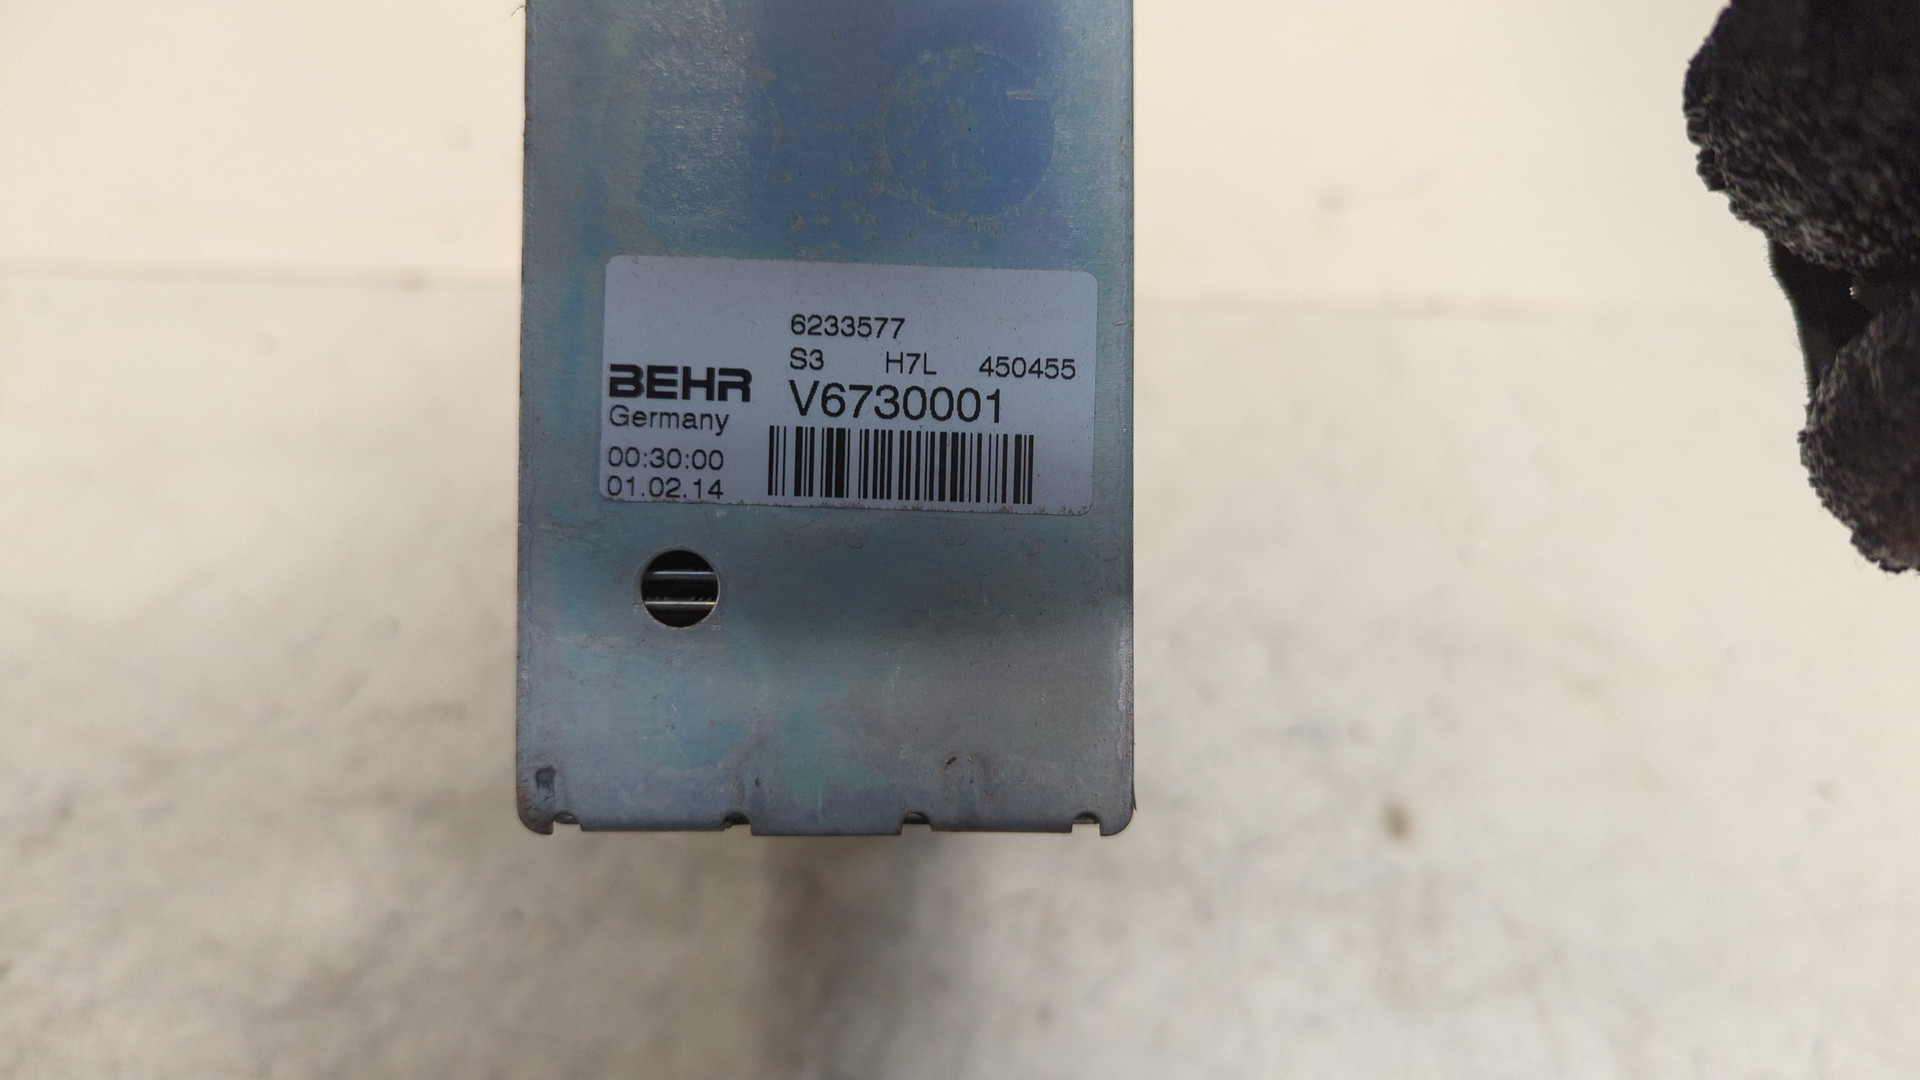 6233577
S3 H7L 450455
BEHR V6730001
Germany
00:30:00
01.02.14